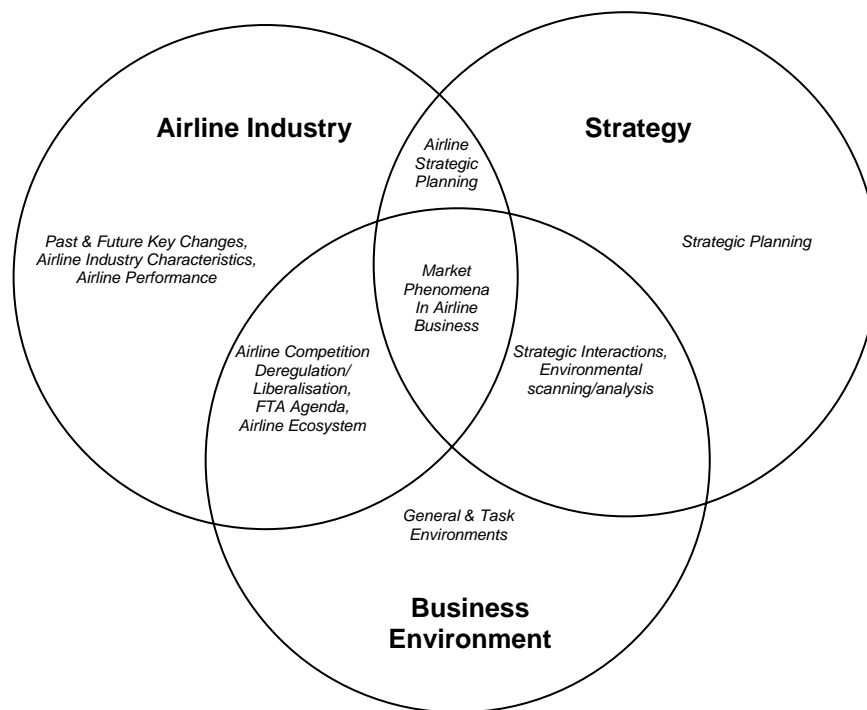 Airline Industry
Strategy
Airline
Strategic
Planning
Past & Future Key Changes,
Airline Industry Characteristics,
Airline Performance
Strategic Planning
Market
Phenomena
In Airline
Business
Airline Competition
Deregulation/
Liberalisation,
FTA Agenda,
Airline Ecosystem
Strategic Interactions,
Environmental
scanning/analysis
General & Task
Environments
Business
Environment